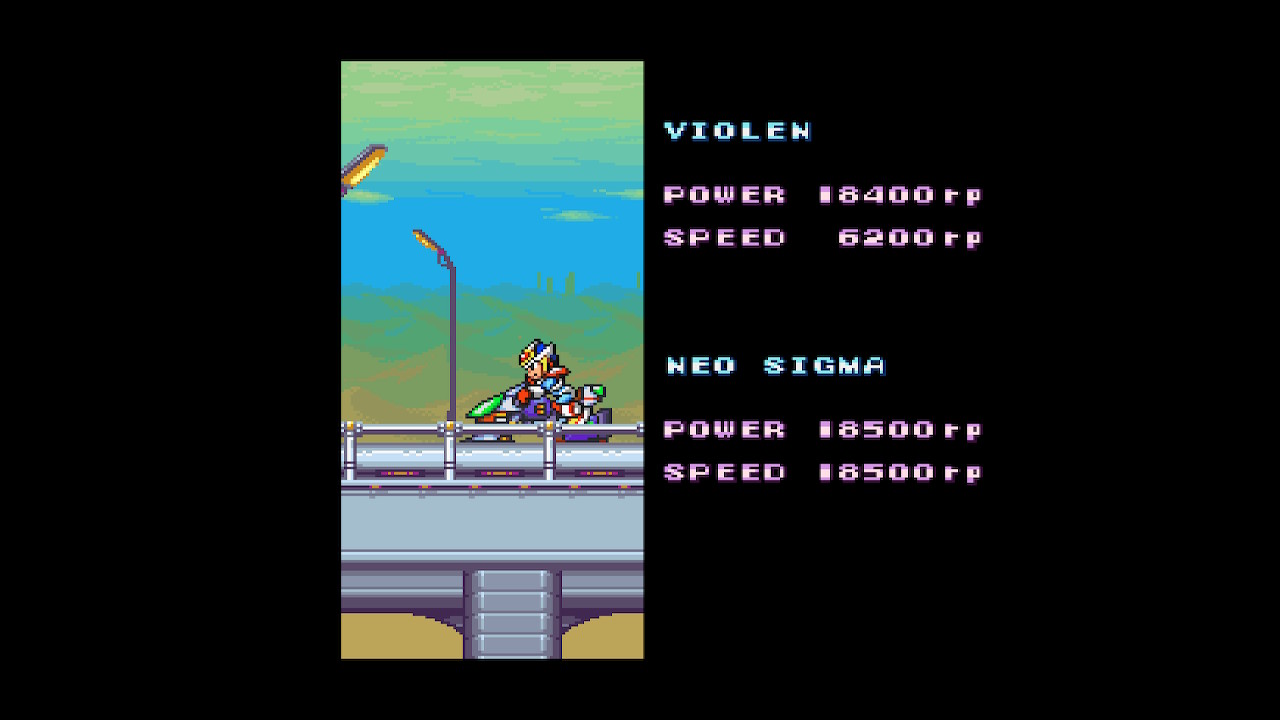 VIOLEN
POWER 18400rp
SPEED 6200rp
NEO SIGMA
POWER 18500rp
SPEED 18500rp